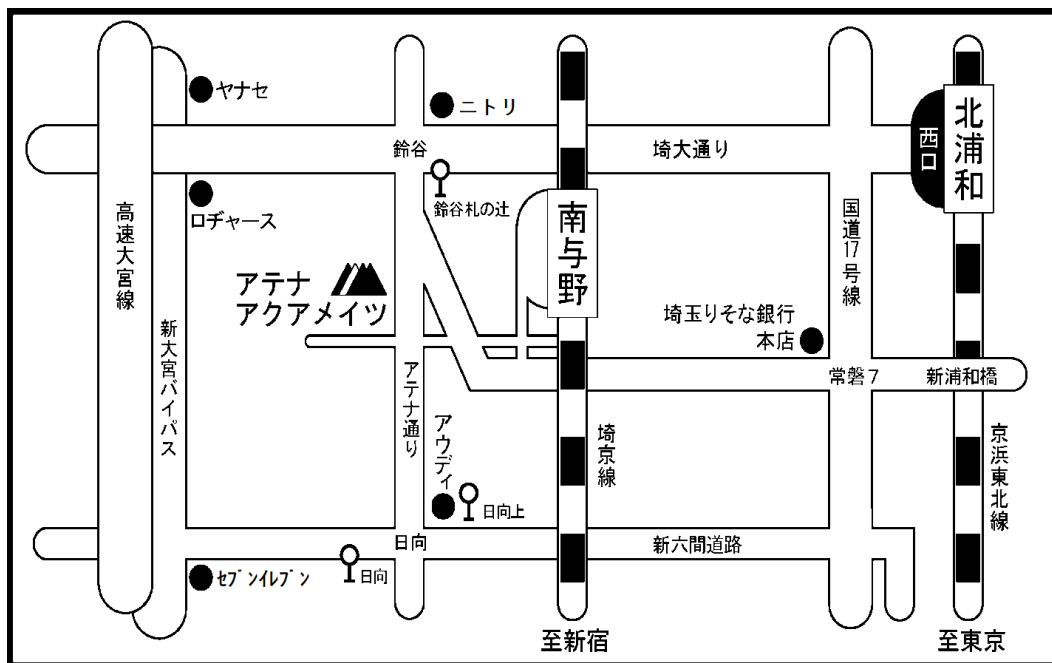 ヤナセ
ニトリ
北浦和
西口
鈴谷
埼大通り
鈴谷札の辻
ロヂャース
高速大宮線
南与野
国道17号線
アテナ
アクアメイツ
埼玉りそな銀行
本店
新大宮バイパス
アテナ通り
常磐7
新浦和橋
アウディ
埼京線
京浜東北線
日向上
日向
新六間道路
セブンイレブン
日向
至新宿
至東京